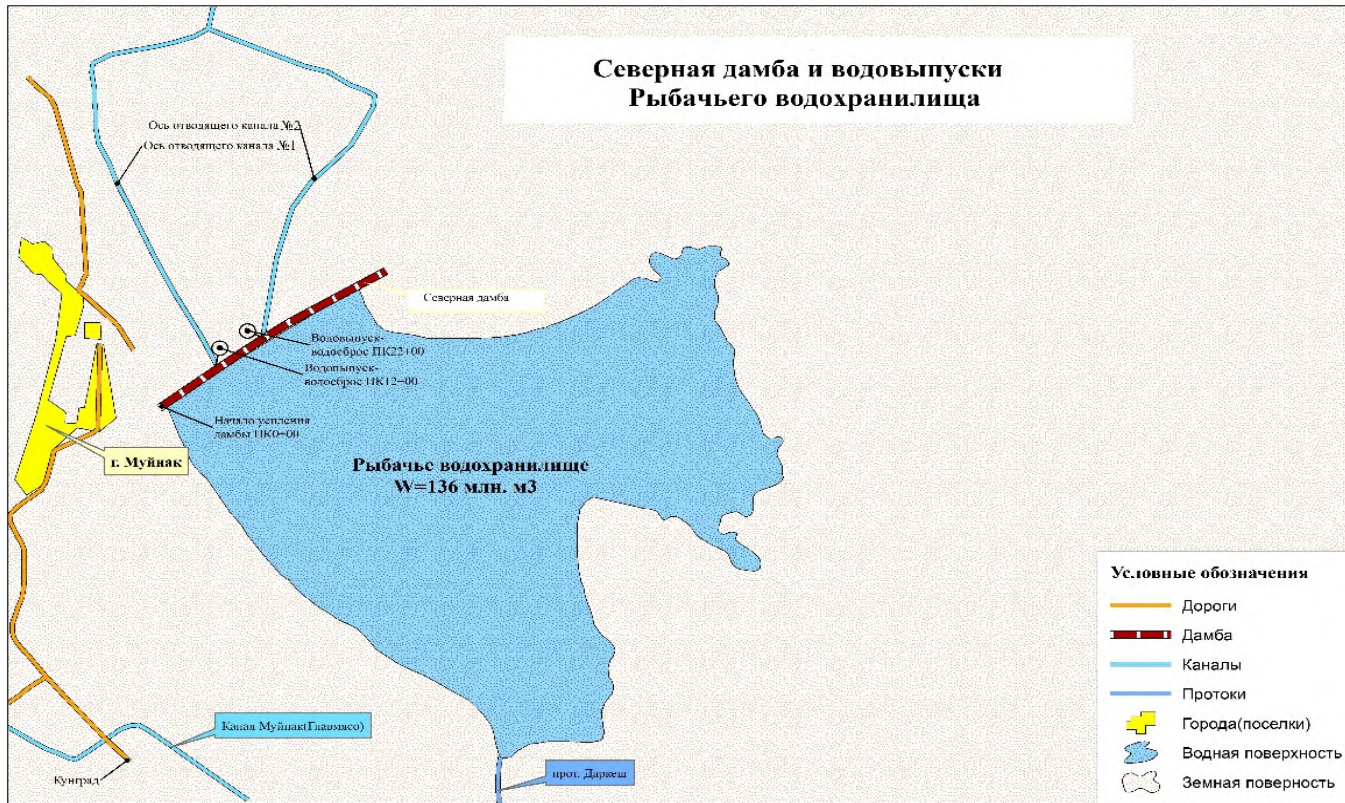 Северная дамба и водовыпуски
Рыбачьего водохранилища
Ось отводящего канала №2
Ось отводящего канала №1
Северная дамба
Водовыпуск-
водосброс ПК22+00
Водовыпуск-
водосброс ПК12+00
Начало усиления
дамбы ПК0+00
г. Муйнак
Рыбачье водохранилище
W=136 млн. м3
Канал Муйнак(Главмясо)
прот. Даркеш
Кунград
Условные обозначения
Дороги
Дамба
Каналы
Протоки
Города(поселки)
Водная поверхность
Земная поверность